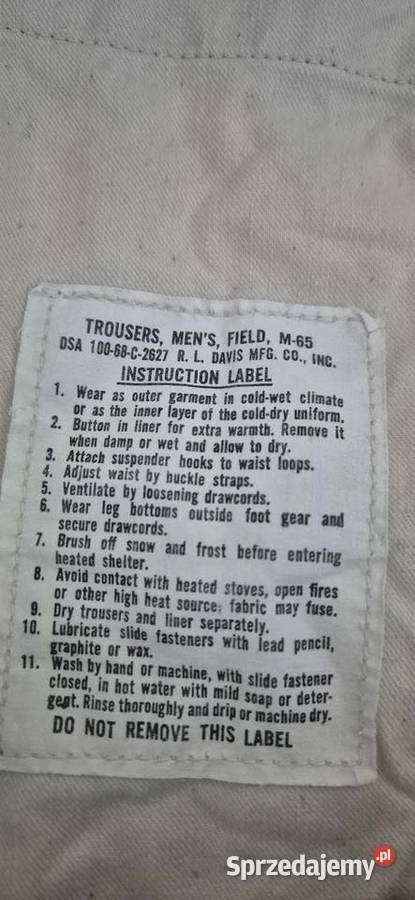 TROUSERS, MEN'S, FIELD, M-65
DSA 100-68-C-2627 R. L. DAVIS MFG. CO., INC.
INSTRUCTION LABEL
1. Wear as outer garment in cold-wet climate
or as the inner layer of the cold-dry uniform.
2. Button in liner for extra warmth. Remove it
when damp or wet and allow to dry.
3. Attach suspender hooks to waist loops.
4. Adjust waist by buckle straps.
5. Ventilate by loosening drawcords.
6. Wear leg bottoms outside foot gear and
secure drawcords.
7. Brush off snow and frost before entering
heated shelter.
8. Avoid contact with heated stoves, open fires
or other high heat source; fabric may fuse.
9. Dry trousers and liner separately.
10. Lubricate slide fasteners with lead pencil,
graphite or wax.
11. Wash by hand or machine, with slide fastener
closed, in hot water with mild soap or deter-
gent. Rinse thoroughly and drip or machine dry.
DO NOT REMOVE THIS LABEL
Sprzedajemy.pl